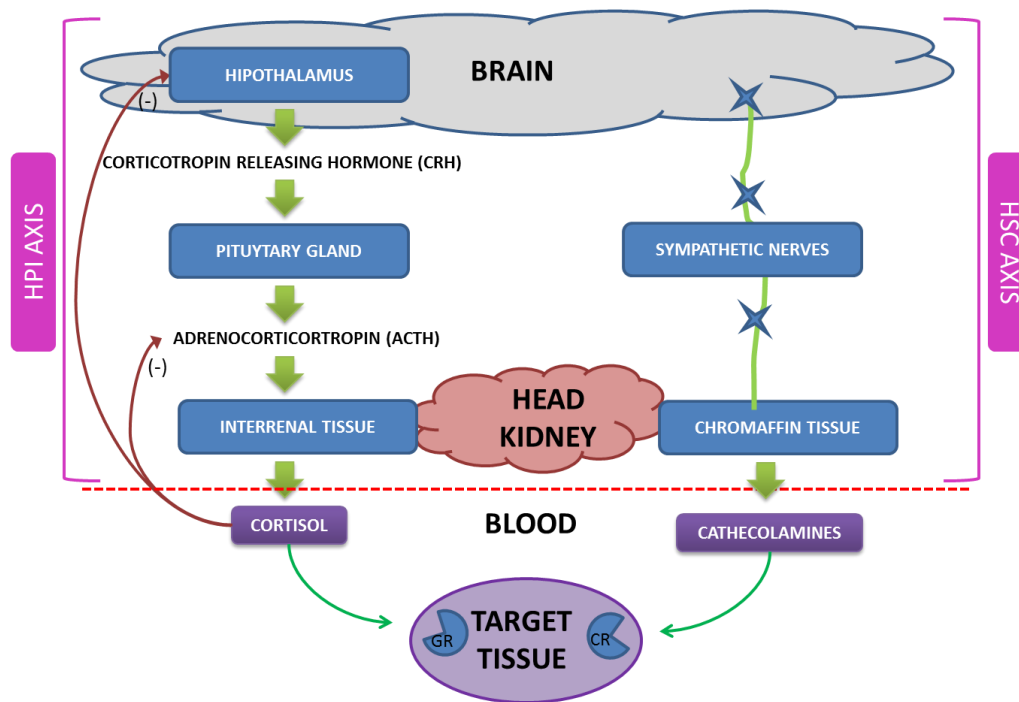 HIPOTHALAMUS
BRAIN
(-)
CORTICOTROPIN RELEASING HORMONE (CRH)
HPI AXIS
HSC AXIS
PITUYTARY GLAND
SYMPATHETIC NERVES
ADRENOCORTICORTROPIN (ACTH)
(-)
INTERRENAL TISSUE
HEAD
KIDNEY
CHROMAFFIN TISSUE
CORTISOL
BLOOD
CATHECOLAMINES
GR
TARGET
TISSUE
CR